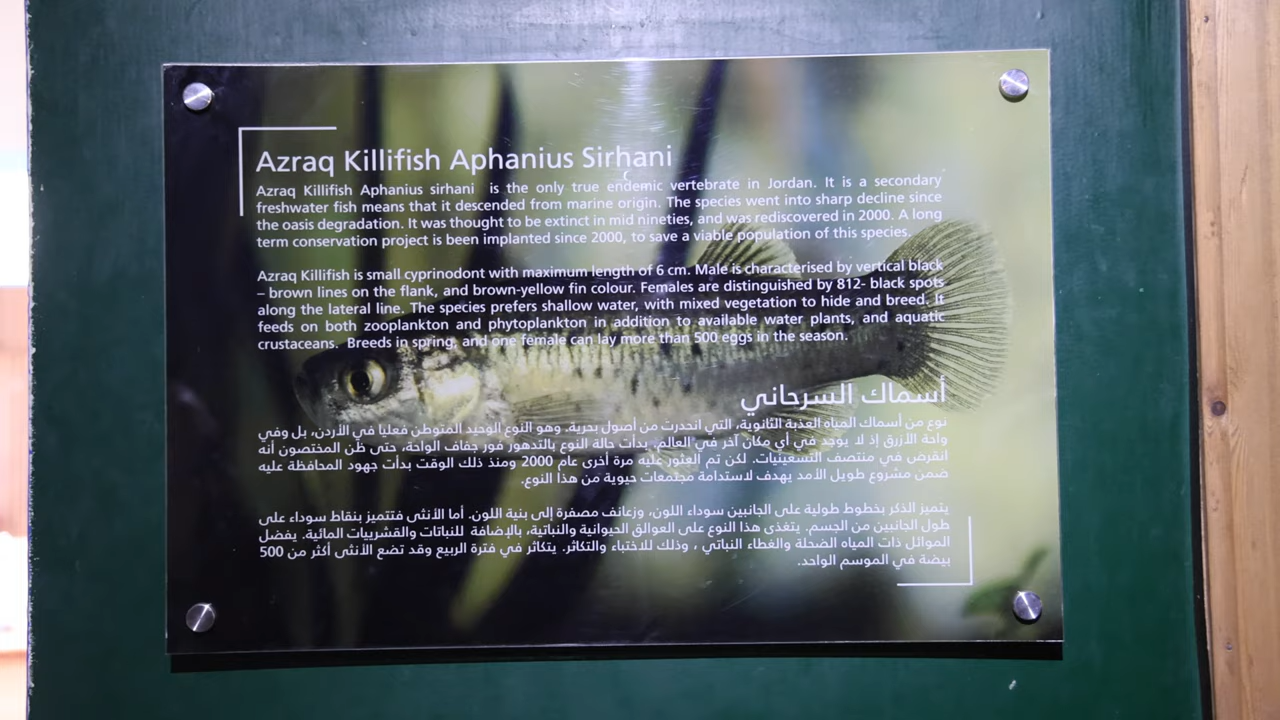 Azraq Killifish Aphanius Sirhani
Azraq Killifish Aphanius sirhani is the only true endemic vertebrate in Jordan. It is a secondary
freshwater fish means that it descended from marine origin. The species went into sharp decline since
the oasis degradation. It was thought to be extinct in mid nineties, and was rediscovered in 2000. A long
term conservation project is been implanted since 2000, to save a viable population of this species.
Azraq Killifish is small cyprinodont with maximum length of 6 cm. Male is characterised by vertical black
– brown lines on the flank, and brown-yellow fin colour. Females are distinguished by 812- black spots
along the lateral line. The species prefers shallow water, with mixed vegetation to hide and breed. It
feeds on both zooplankton and phytoplankton in addition to available water plants, and aquatic
crustaceans. Breeds in spring, and one female can lay more than 500 eggs in the season.
أسماك السرحاني
نوع من أسماك المياه العذبة الثانوية، التي انحدرت من أصول بحرية. وهو النوع الوحيد المتوطن فعلياً في الأردن، بل وفي
واحة الأزرق إذ لا يوجد في أي مكان آخر في العالم. بدأت حالة النوع بالتدهور فور جفاف الواحة، حتى ظن المختصون أنه
انقرض في منتصف التسعينيات. لكن تم العثور عليه مرة أخرى عام 2000 ومنذ ذلك الوقت بدأت جهود المحافظة عليه
ضمن مشروع طويل الأمد يهدف لاستدامة مجتمعات حيوية من هذا النوع.
يتميز الذكر بخطوط طولية على الجانبين سوداء اللون، وزعانف مصفرة إلى بنية اللون. أما الأنثى فتتميز بنقاط سوداء على
طول الجانبين من الجسم. يتغذى هذا النوع على العوالق الحيوانية والنباتية، بالإضافة للنباتات والقشريات المائية. يفضل
الموائل ذات المياه الضحلة والغطاء النباتي ، وذلك للاختباء والتكاثر. يتكاثر في فترة الربيع وقد تضع الأنثى أكثر من 500
بيضة في الموسم الواحد.